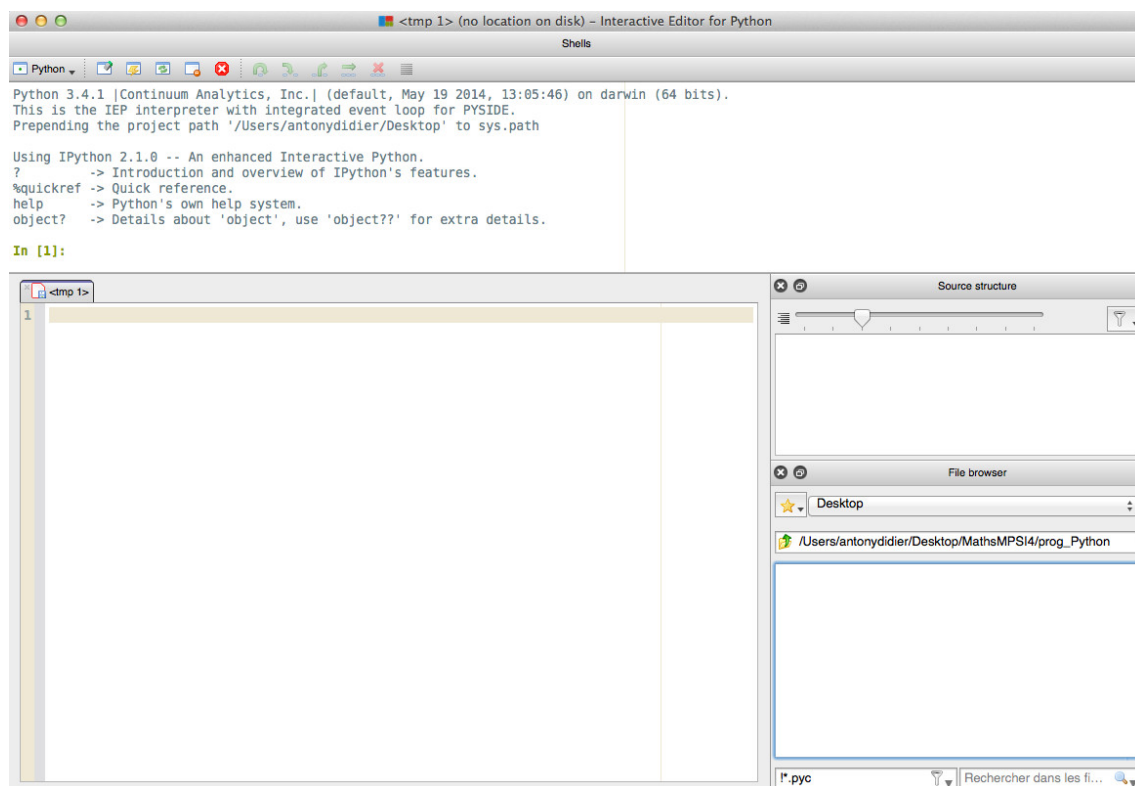 <tmp 1> (no location on disk) – Interactive Editor for Python
Shells
Python
Python 3.4.1 |Continuum Analytics, Inc.| (default, May 19 2014, 13:05:46) on darwin (64 bits).
This is the IEP interpreter with integrated event loop for PYSIDE.
Prepending the project path '/Users/antonydidier/Desktop' to sys.path
Using IPython 2.1.0 -- An enhanced Interactive Python.
? -> Introduction and overview of IPython's features.
%quickref -> Quick reference.
help -> Python's own help system.
object? -> Details about 'object', use 'object??' for extra details.
In [1]:
<tmp 1>
1
Source structure
File browser
Desktop
/Users/antonydidier/Desktop/MathsMPSI4/prog_Python
!*.pyc
Rechercher dans les fi...